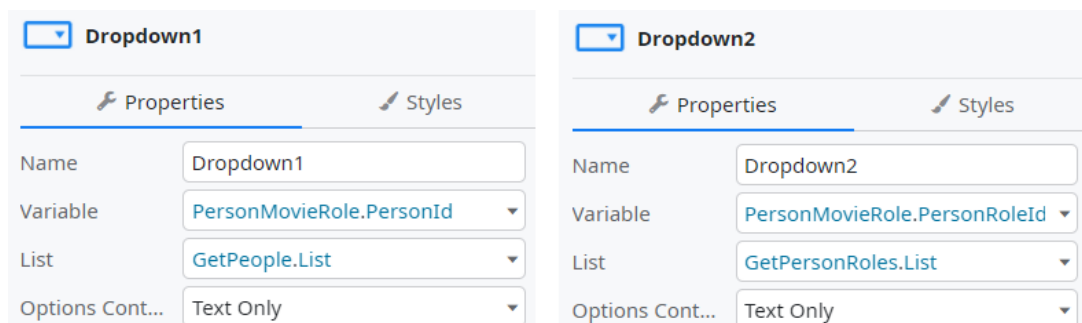 Dropdown1
Properties Styles
Name Dropdown1
Variable PersonMovieRole.PersonId
List GetPeople.List
Options Cont... Text Only
Dropdown2
Properties Styles
Name Dropdown2
Variable PersonMovieRole.PersonRoleId
List GetPersonRoles.List
Options Cont... Text Only